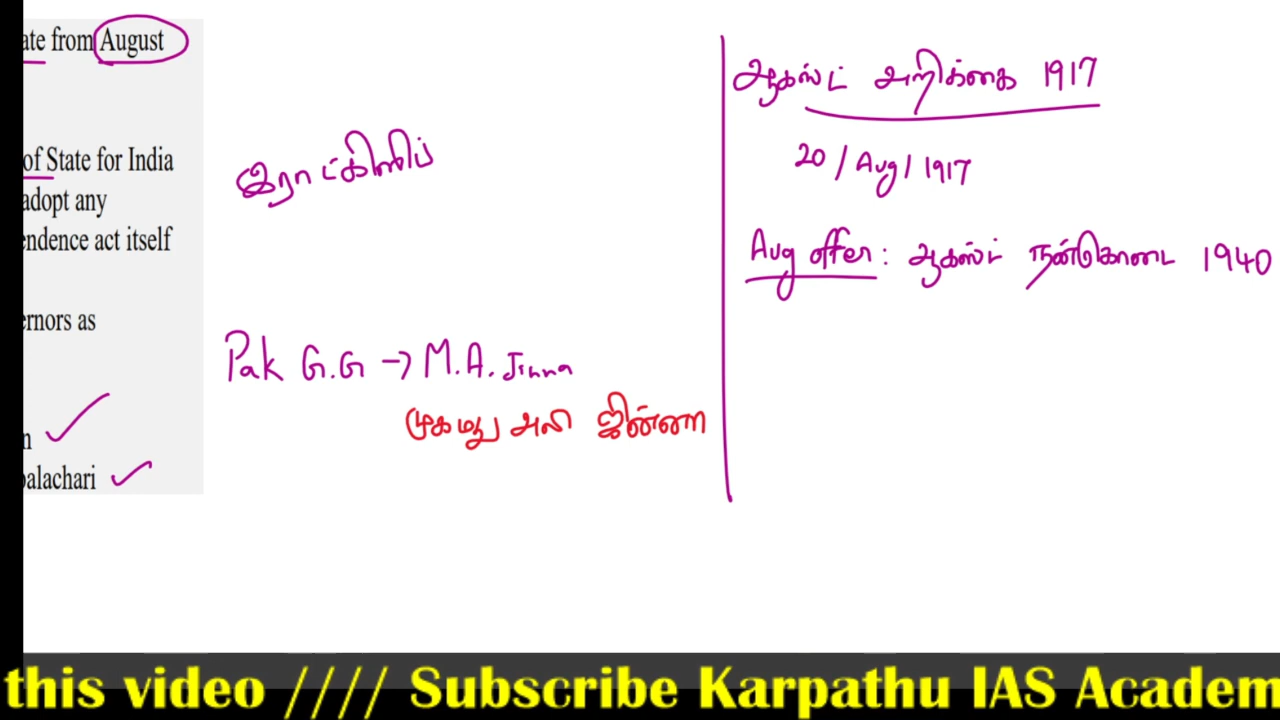 ate from August
of State for India
adopt any
endence act itself
ernors as
n
palachari
இராட்கிளிப்
Pak G.G → M.A. Jinna
முகமது அலி ஜின்னா
ஆகஸ்ட் அறிக்கை 1917
20 / Aug / 1917
Aug offer : ஆகஸ்ட் நன்கொடை 1940
this video //// Subscribe Karpathu IAS Academ